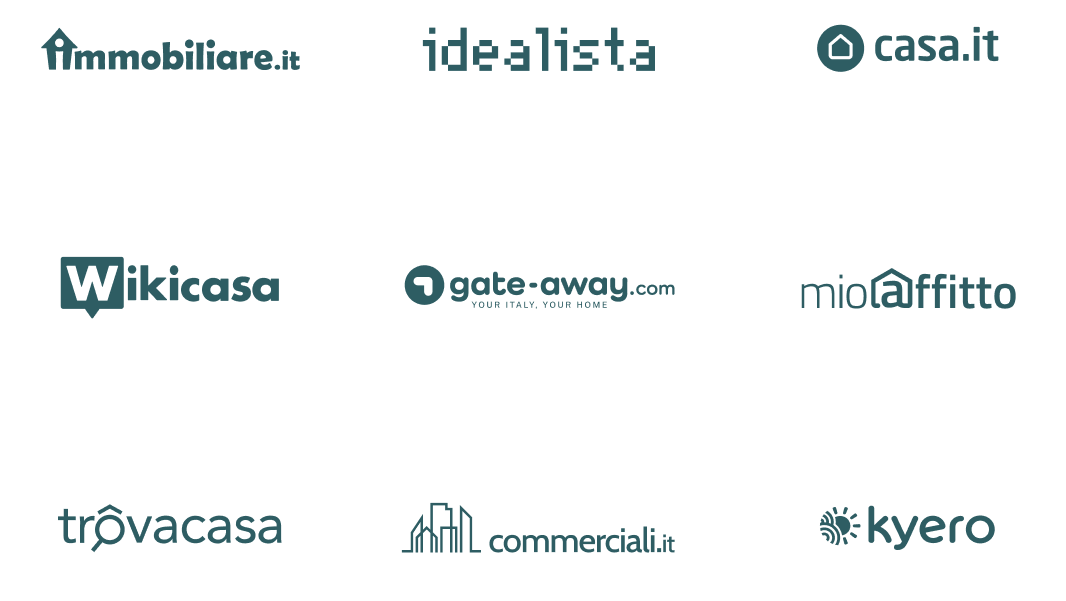 immobiliare.it
idealista
casa.it
Wikicasa
gate-away.com
YOUR ITALY, YOUR HOME
mioaffitto
trovacasa
commerciali.it
kyero